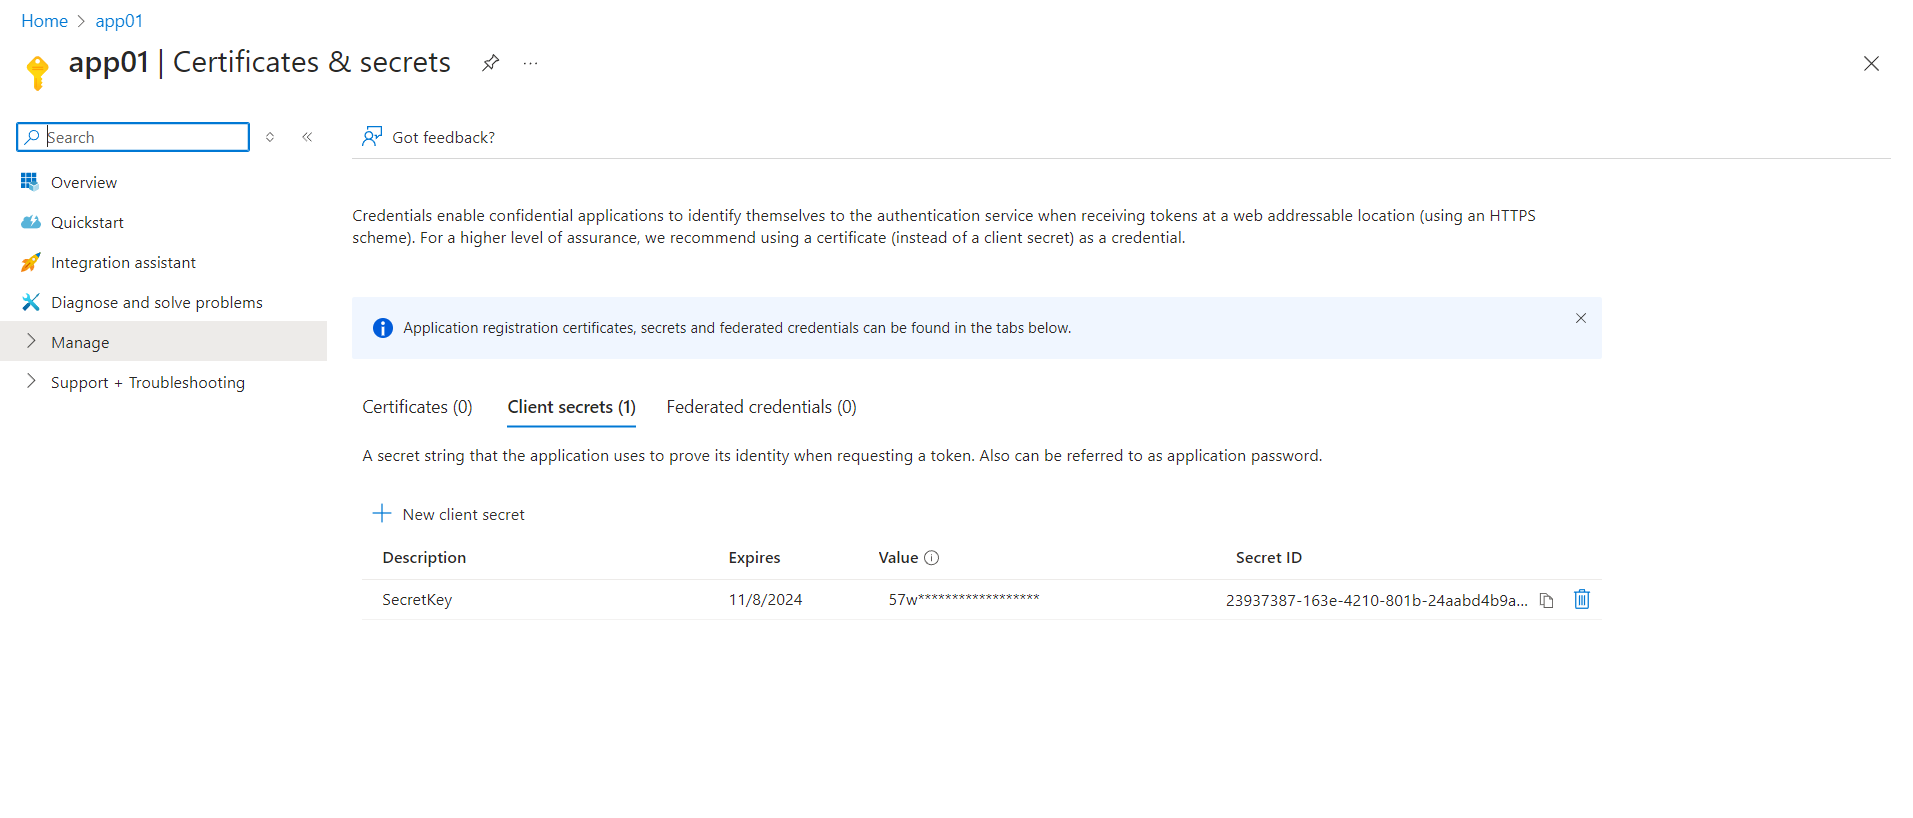 Home > app01
app01 | Certificates & secrets
Search
Got feedback?
Overview
Quickstart
Integration assistant
Diagnose and solve problems
Manage
Support + Troubleshooting
Credentials enable confidential applications to identify themselves to the authentication service when receiving tokens at a web addressable location (using an HTTPS
scheme). For a higher level of assurance, we recommend using a certificate (instead of a client secret) as a credential.
Application registration certificates, secrets and federated credentials can be found in the tabs below.
Certificates (0) Client secrets (1) Federated credentials (0)
A secret string that the application uses to prove its identity when requesting a token. Also can be referred to as application password.
New client secret
Description Expires Value Secret ID
SecretKey 11/8/2024 57w****************** 23937387-163e-4210-801b-24aabd4b9a...